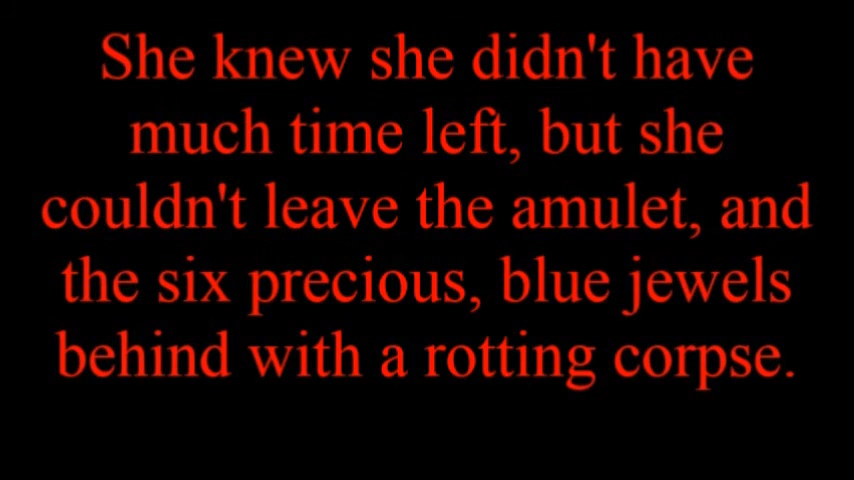 She knew she didn't have
much time left, but she
couldn't leave the amulet, and
the six precious, blue jewels
behind with a rotting corpse.